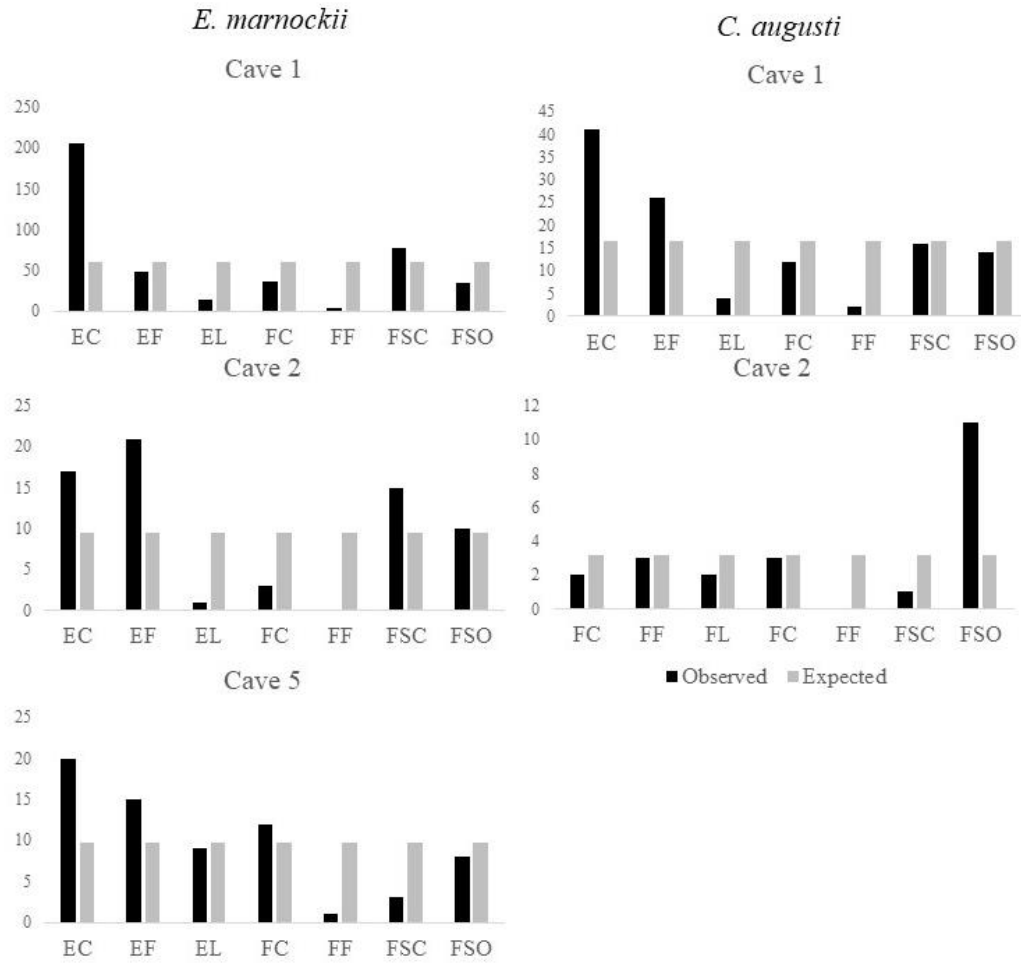 E. marnockii
Cave 1
250
200
150
100
50
0
EC EF EL FC FF FSC FSO
Cave 2
25
20
15
10
5
0
EC EF EL FC FF FSC FSO
Cave 5
25
20
15
10
5
0
EC EF EL FC FF FSC FSO
C. augusti
Cave 1
45
40
35
30
25
20
15
10
5
0
EC EF EL FC FF FSC FSO
Cave 2
12
10
8
6
4
2
0
FC FF FL FC FF FSC FSO
Observed Expected